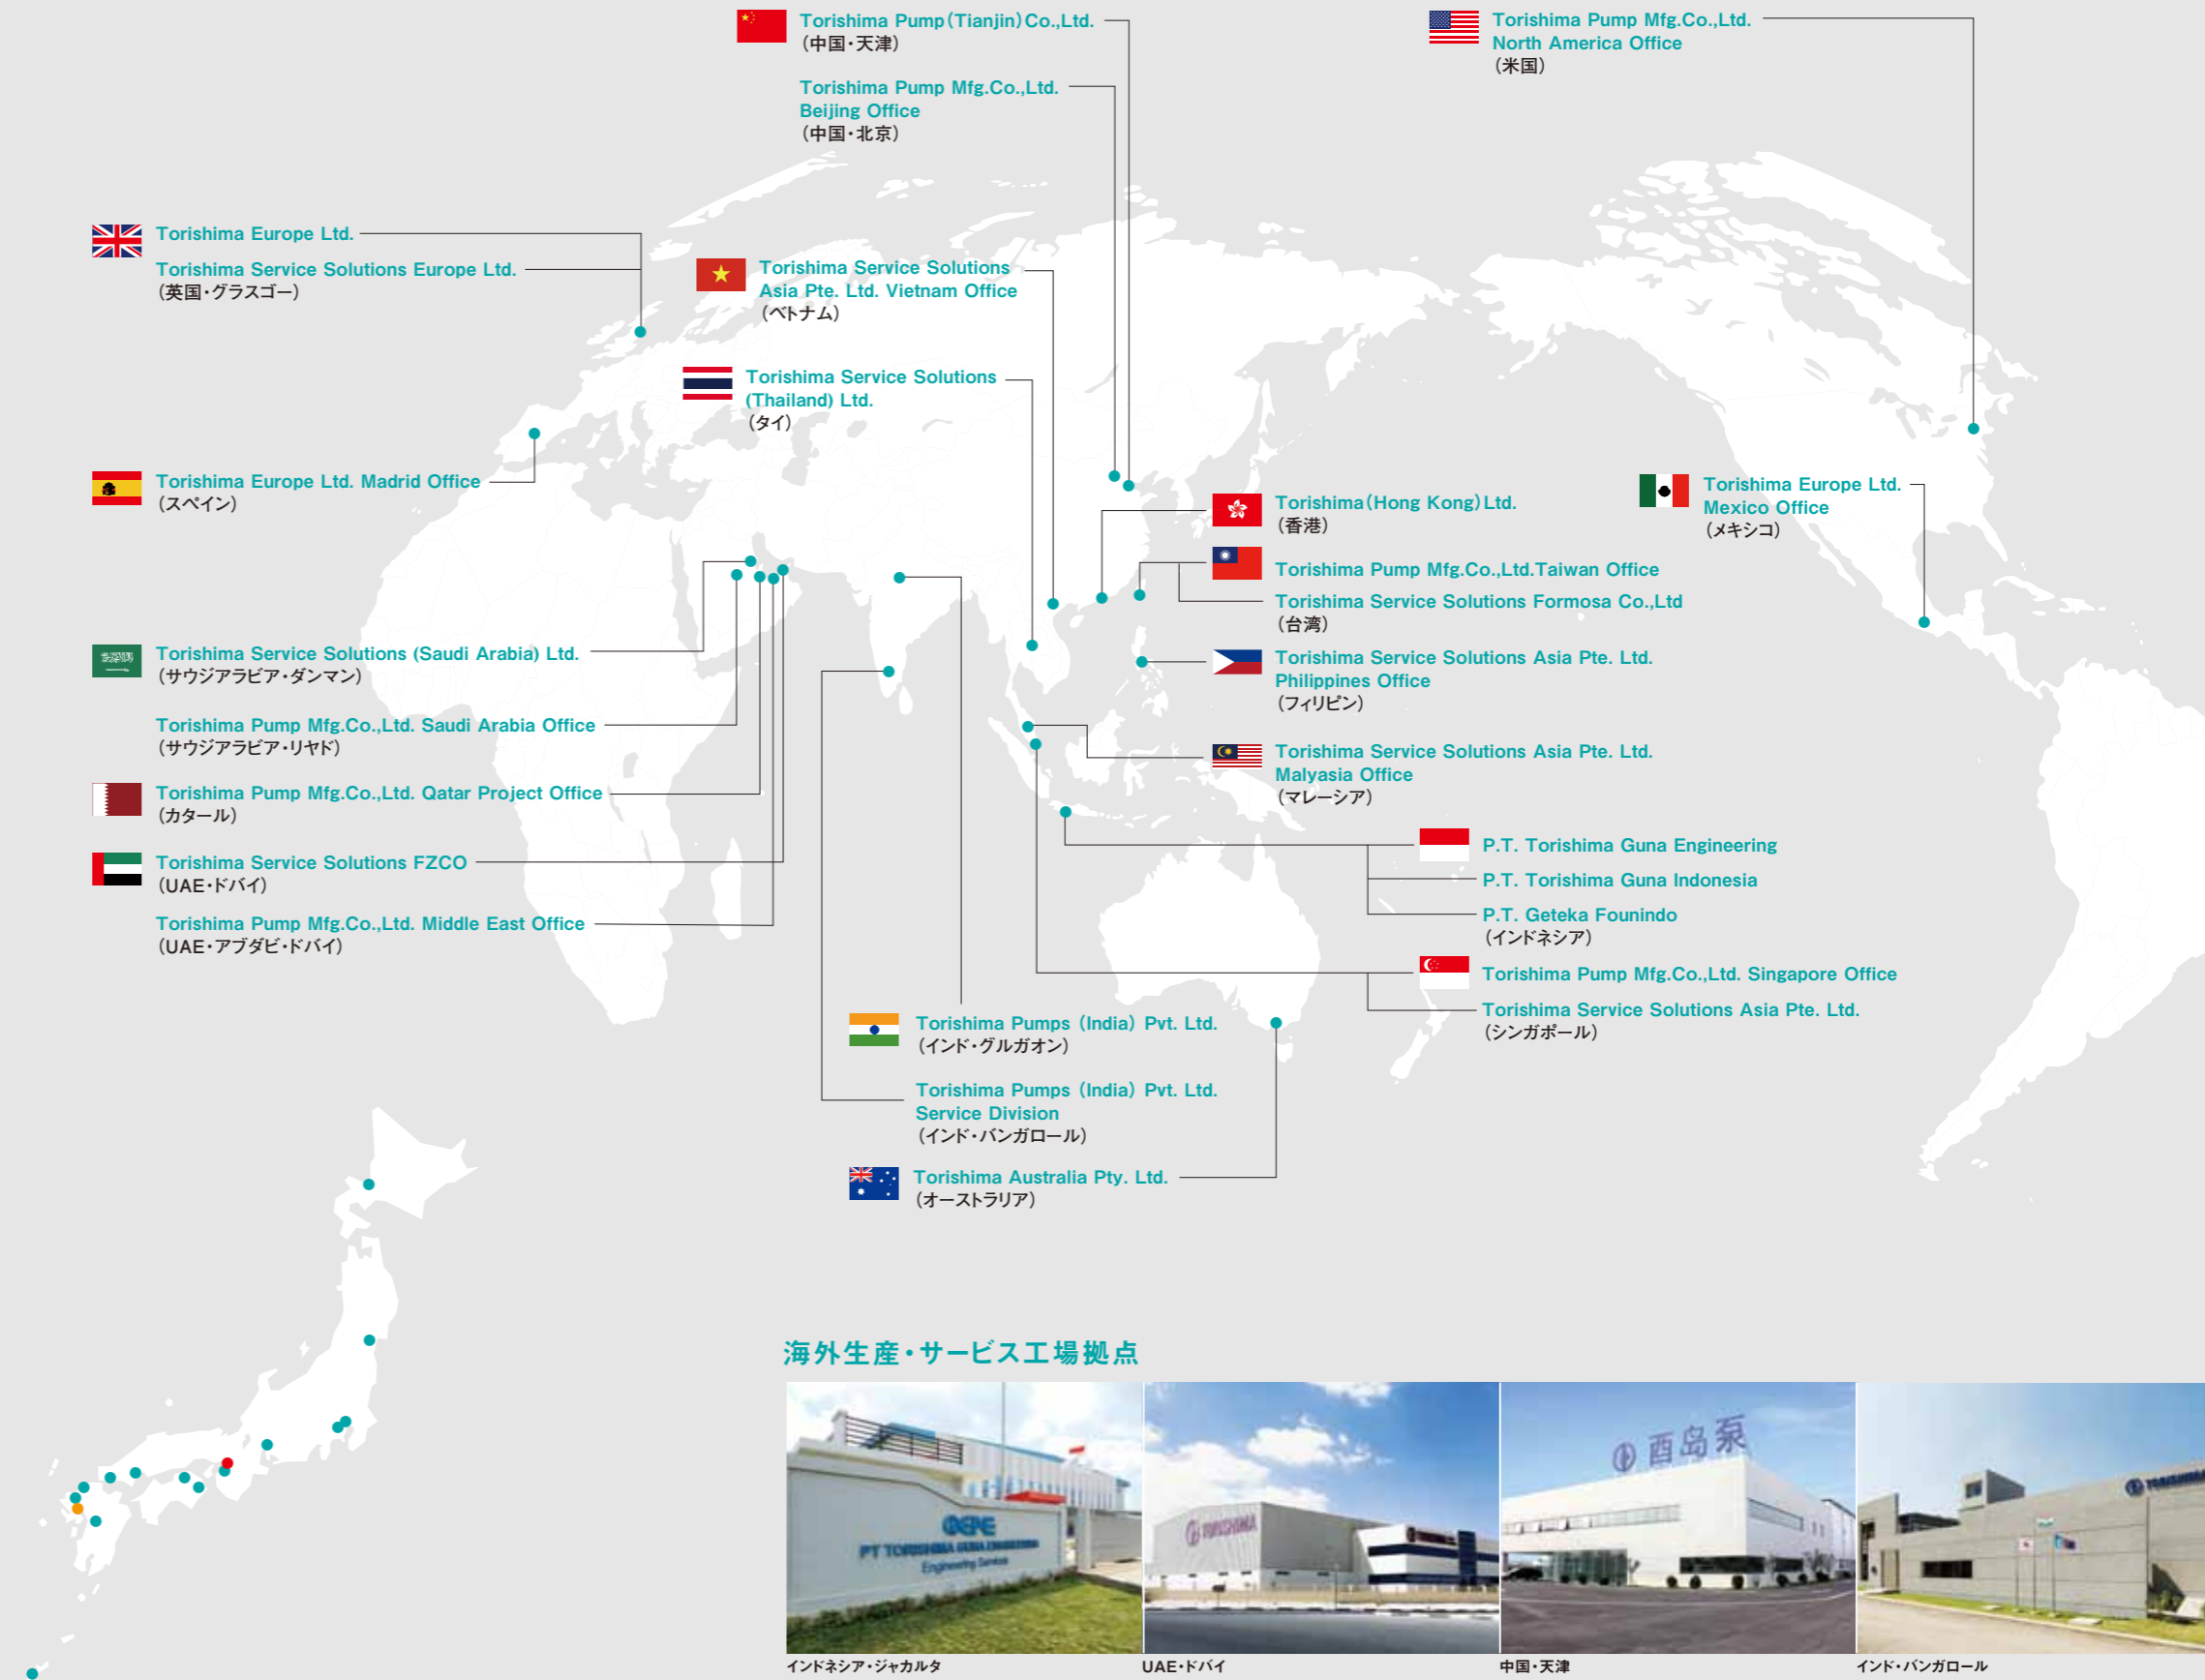 Torishima Pump(Tianjin)Co.,Ltd.
（中国・天津）
Torishima Pump Mfg.Co.,Ltd.
Beijing Office
（中国・北京）
Torishima Pump Mfg.Co.,Ltd.
North America Office
（米国）
Torishima Europe Ltd.
Torishima Service Solutions Europe Ltd.
（英国・グラスゴー）
Torishima Service Solutions
Asia Pte. Ltd. Vietnam Office
（ベトナム）
Torishima Service Solutions
(Thailand) Ltd.
（タイ）
Torishima Europe Ltd. Madrid Office
（スペイン）
Torishima(Hong Kong)Ltd.
（香港）
Torishima Europe Ltd.
Mexico Office
（メキシコ）
Torishima Pump Mfg.Co.,Ltd.Taiwan Office
Torishima Service Solutions Formosa Co.,Ltd
（台湾）
Torishima Service Solutions (Saudi Arabia) Ltd.
（サウジアラビア・ダンマン）
Torishima Pump Mfg.Co.,Ltd. Saudi Arabia Office
（サウジアラビア・リヤド）
Torishima Service Solutions Asia Pte. Ltd.
Philippines Office
（フィリピン）
Torishima Service Solutions Asia Pte. Ltd.
Malyasia Office
（マレーシア）
Torishima Pump Mfg.Co.,Ltd. Qatar Project Office
（カタール）
Torishima Service Solutions FZCO
（UAE・ドバイ）
Torishima Pump Mfg.Co.,Ltd. Middle East Office
（UAE・アブダビ・ドバイ）
P.T. Torishima Guna Engineering
P.T. Torishima Guna Indonesia
P.T. Geteka Founindo
（インドネシア）
Torishima Pump Mfg.Co.,Ltd. Singapore Office
Torishima Service Solutions Asia Pte. Ltd.
（シンガポール）
Torishima Pumps (India) Pvt. Ltd.
（インド・グルガオン）
Torishima Pumps (India) Pvt. Ltd.
Service Division
（インド・バンガロール）
Torishima Australia Pty. Ltd.
（オーストラリア）
海外生産・サービス工場拠点
PT TORISHIMA GUNA ENGINEERING
Engineering Services
TORISHIMA
酉岛泵
TORISHIMA
インドネシア・ジャカルタ
UAE・ドバイ
中国・天津
インド・バンガロール